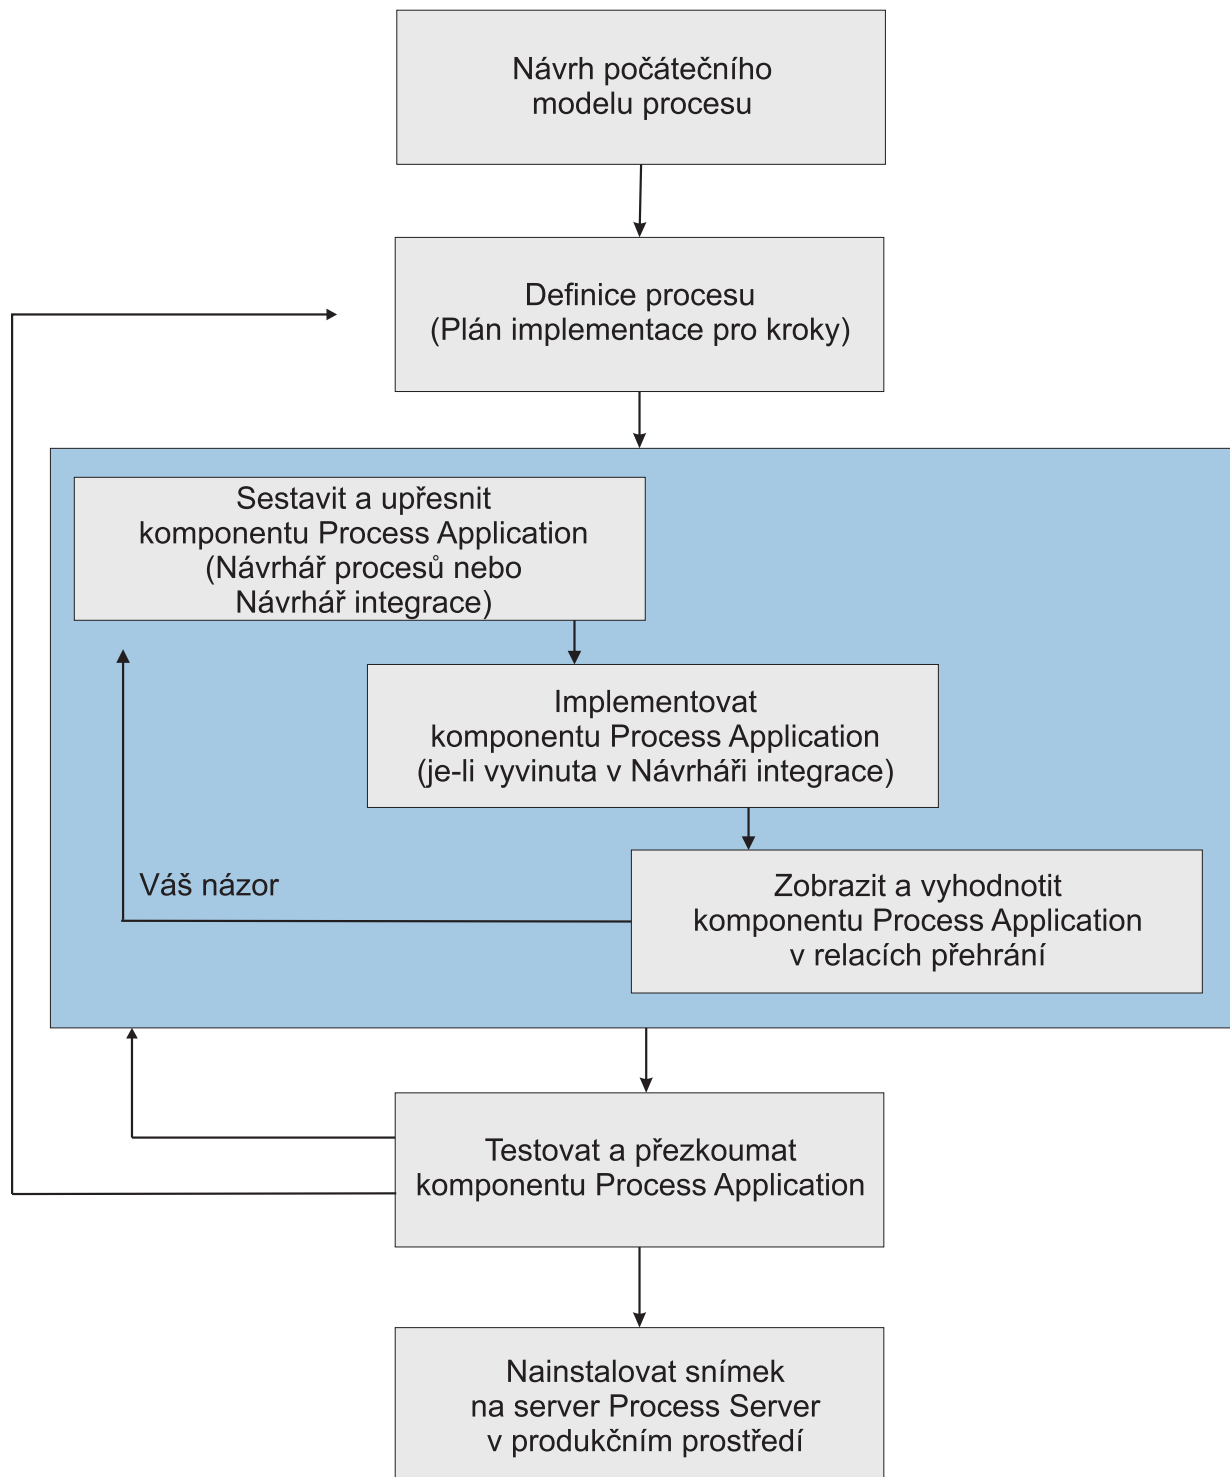 Návrh počátečního
modelu procesu
Definice procesu
(Plán implementace pro kroky)
Sestavit a upřesnit
komponentu Process Application
(Návrhář procesů nebo
Návrhář integrace)
Implementovat
komponentu Process Application
(je-li vyvinuta v Návrháři integrace)
Váš názor
Zobrazit a vyhodnotit
komponentu Process Application
v relacích přehrání
Testovat a přezkoumat
komponentu Process Application
Nainstalovat snímek
na server Process Server
v produkčním prostředí